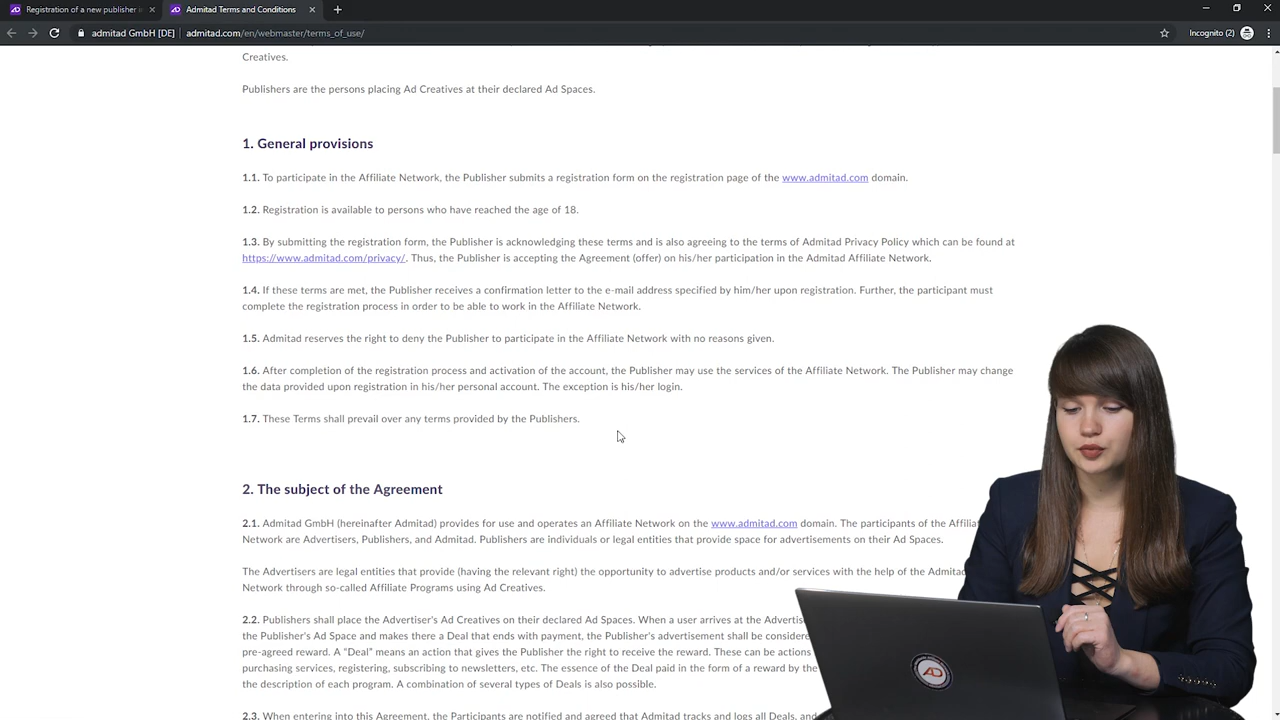 Registration of a new publisher i
Admitad Terms and Conditions
admitad GmbH [DE] | admitad.com/en/webmaster/terms_of_use/
Incognito (2)
Creatives.
Publishers are the persons placing Ad Creatives at their declared Ad Spaces.
1. General provisions
1.1. To participate in the Affiliate Network, the Publisher submits a registration form on the registration page of the www.admitad.com domain.
1.2. Registration is available to persons who have reached the age of 18.
1.3. By submitting the registration form, the Publisher is acknowledging these terms and is also agreeing to the terms of Admitad Privacy Policy which can be found at
https://www.admitad.com/privacy/. Thus, the Publisher is accepting the Agreement (offer) on his/her participation in the Admitad Affiliate Network.
1.4. If these terms are met, the Publisher receives a confirmation letter to the e-mail address specified by him/her upon registration. Further, the participant must
complete the registration process in order to be able to work in the Affiliate Network.
1.5. Admitad reserves the right to deny the Publisher to participate in the Affiliate Network with no reasons given.
1.6. After completion of the registration process and activation of the account, the Publisher may use the services of the Affiliate Network. The Publisher may change
the data provided upon registration in his/her personal account. The exception is his/her login.
1.7. These Terms shall prevail over any terms provided by the Publishers.
2. The subject of the Agreement
2.1. Admitad GmbH (hereinafter Admitad) provides for use and operates an Affiliate Network on the www.admitad.com domain. The participants of the Affilia
Network are Advertisers, Publishers, and Admitad. Publishers are individuals or legal entities that provide space for advertisements on their Ad Spaces.
The Advertisers are legal entities that provide (having the relevant right) the opportunity to advertise products and/or services with the help of the Admitad
Network through so-called Affiliate Programs using Ad Creatives.
2.2. Publishers shall place the Advertiser's Ad Creatives on their declared Ad Spaces. When a user arrives at the Advertis
the Publisher's Ad Space and makes there a Deal that ends with payment, the Publisher's advertisement shall be considere
pre-agreed reward. A “Deal” means an action that gives the Publisher the right to receive the reward. These can be actions
purchasing services, registering, subscribing to newsletters, etc. The essence of the Deal paid in the form of a reward by the
the description of each program. A combination of several types of Deals is also possible.
2.3. When entering into this Agreement, the Participants are notified and agreed that Admitad tracks and logs all Deals, and
AD